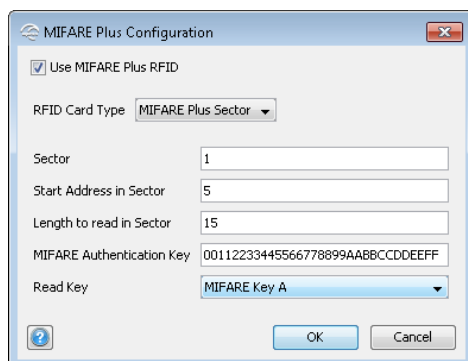 MIFARE Plus Configuration
Use MIFARE Plus RFID
RFID Card Type MIFARE Plus Sector
Sector 1
Start Address in Sector 5
Length to read in Sector 15
MIFARE Authentication Key 00112233445566778899AABBCCDDEEFF
Read Key MIFARE Key A
? OK Cancel